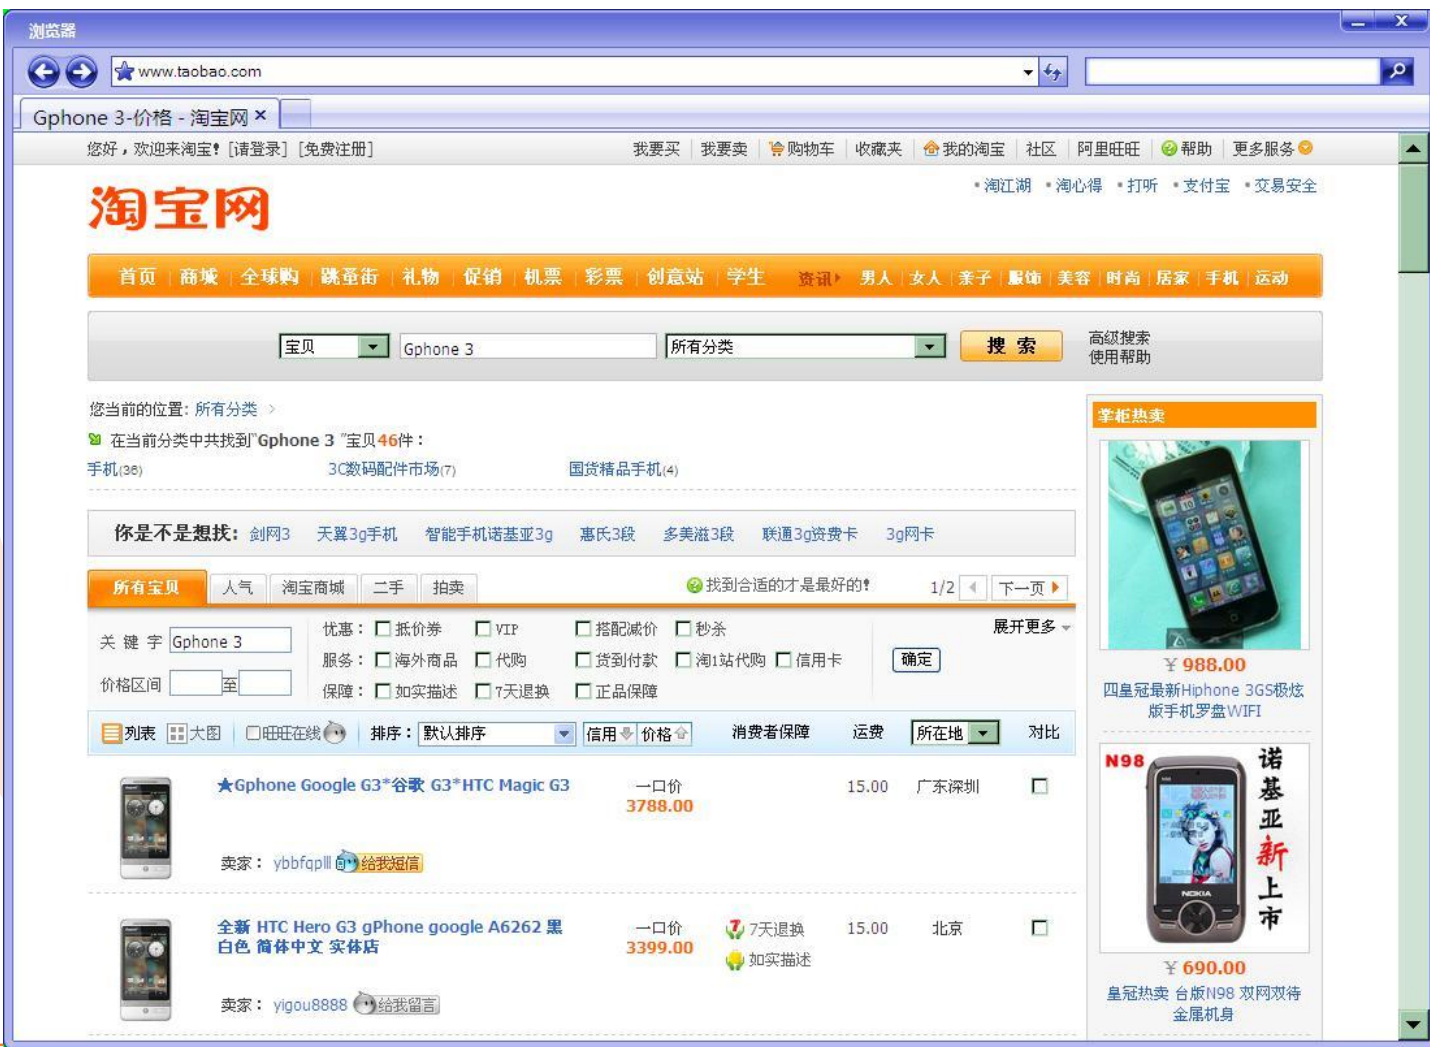 浏览器
www.taobao.com
Gphone 3-价格 - 淘宝网 ×
您好，欢迎来淘宝！ [请登录] [免费注册] 我要买 我要卖 购物车 收藏夹 我的淘宝 社区 阿里旺旺 帮助 更多服务
淘江湖 淘心得 打听 支付宝 交易安全
淘宝网
首页 商城 全球购 跳蚤街 礼物 促销 机票 彩票 创意站 学生 资讯 男人 女人 亲子 服饰 美容 时尚 居家 手机 运动
宝贝 Gphone 3 所有分类 搜 索 高级搜索
使用帮助
您当前的位置: 所有分类 >
在当前分类中共找到"Gphone 3 "宝贝46件：
手机(36) 3C数码配件市场(7) 国货精品手机(4)
你是不是想找: 剑网3 天翼3g手机 智能手机诺基亚3g 惠氏3段 多美滋3段 联通3g资费卡 3g网卡
所有宝贝 人气 淘宝商城 二手 拍卖 找到合适的才是最好的! 1/2 下一页
关 键 字 Gphone 3
价格区间 至
优惠： 抵价券 VIP 搭配减价 秒杀 展开更多
服务： 海外商品 代购 货到付款 淘1站代购 信用卡 确定
保障： 如实描述 7天退换 正品保障
列表 大图 旺旺在线 排序： 默认排序 信用 价格 消费者保障 运费 所在地 对比
★Gphone Google G3*谷歌 G3*HTC Magic G3 一口价 15.00 广东深圳
3788.00
卖家： ybbfqplll 给我短信
全新 HTC Hero G3 gPhone google A6262 黑 一口价 7天退换 15.00 北京
白色 简体中文 实体店 3399.00 如实描述
卖家： yigou8888 给我留言
掌柜热卖
￥988.00
四皇冠最新Hiphone 3GS极炫
版手机罗盘WIFI
N98
诺基亚新上市
NOKIA
￥690.00
皇冠热卖 台版N98 双网双待
金属机身